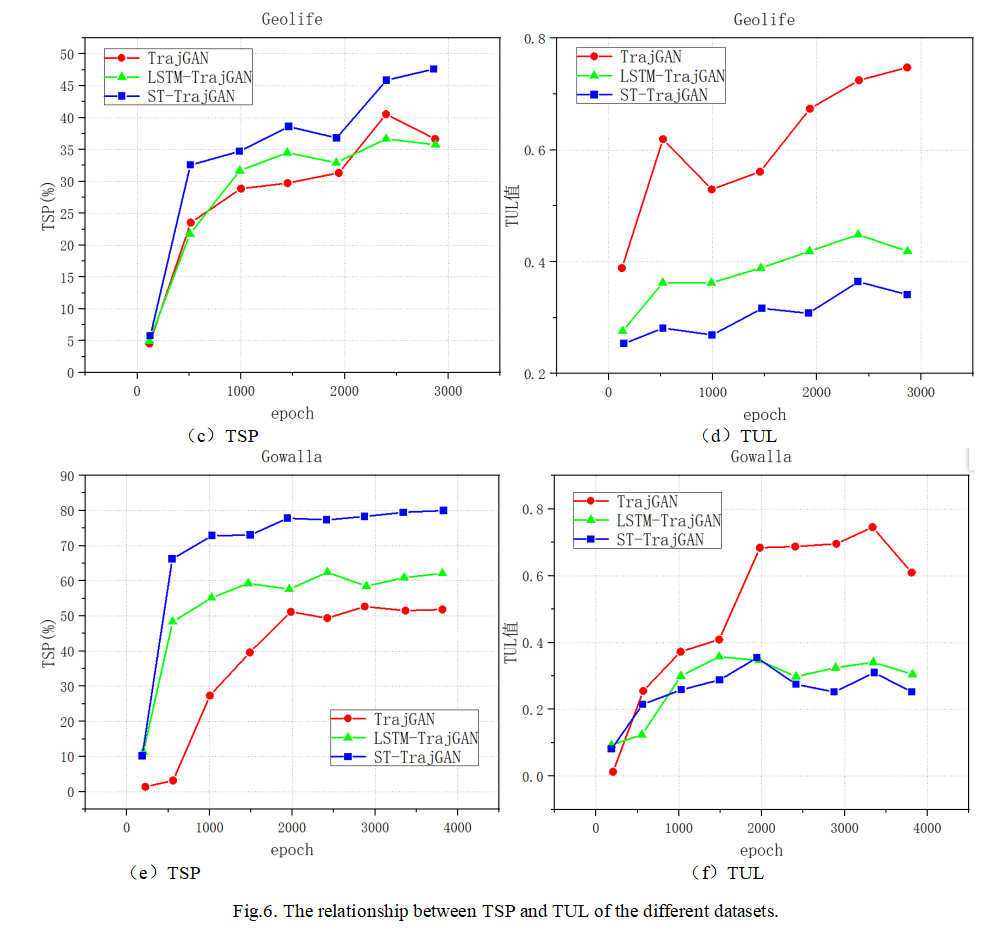 Geolife
TSP(%)
50
45
40
35
30
25
20
15
10
5
0
TrajGAN
LSTM-TrajGAN
ST-TrajGAN
0 1000 2000 3000
epoch
（c）TSP
Geolife
TUL值
0.8
0.6
0.4
0.2
TrajGAN
LSTM-TrajGAN
ST-TrajGAN
0 1000 2000 3000
epoch
（d）TUL
Gowalla
TSP(%)
90
80
70
60
50
40
30
20
10
0
TrajGAN
LSTM-TrajGAN
ST-TrajGAN
0 1000 2000 3000 4000
epoch
（e）TSP
Gowalla
TUL值
0.8
0.6
0.4
0.2
0.0
TrajGAN
LSTM-TrajGAN
ST-TrajGAN
0 1000 2000 3000 4000
epoch
（f）TUL
Fig.6. The relationship between TSP and TUL of the different datasets.